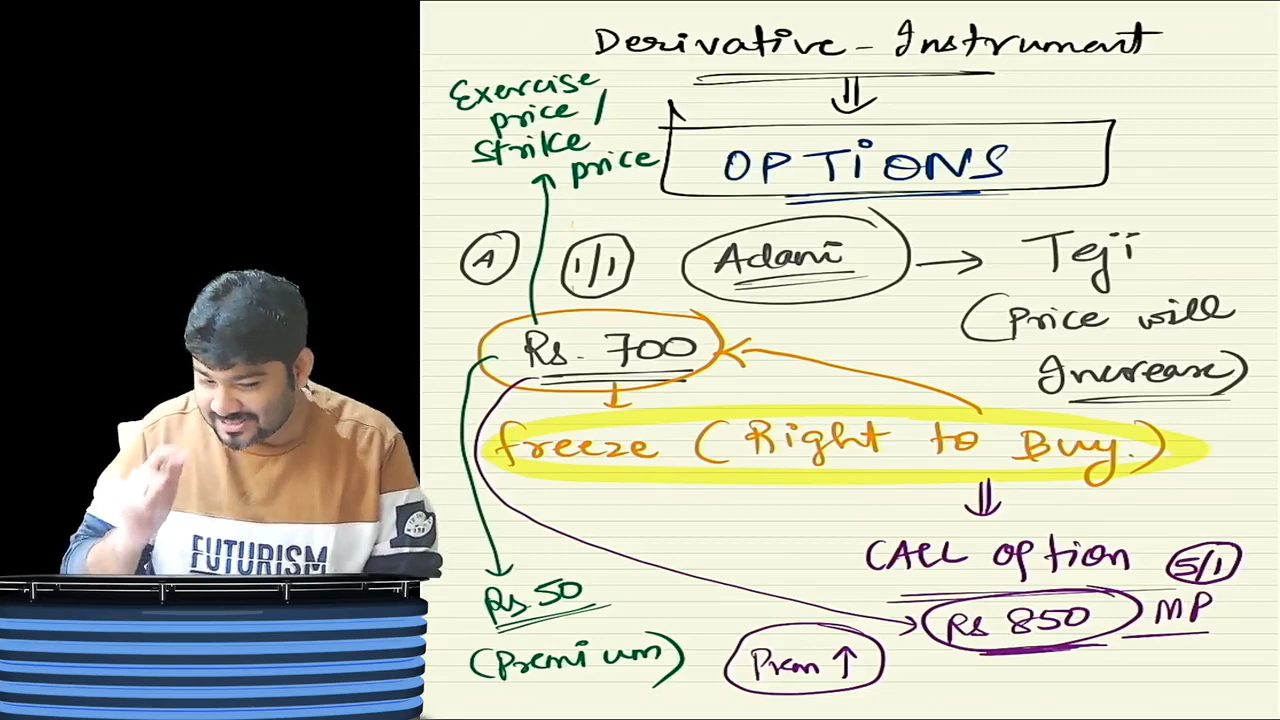 Derivative - Instrument
⇓
Exercise
price /
Strike
price
OPTIONS
A
1/1
Adani → Teji
(Price will
Increase)
Rs. 700
freeze (Right to Buy.)
⇓
CALL option
5/1
Rs 850 MP
Rs. 50
(Premium)
Prem ↑
FUTURISM